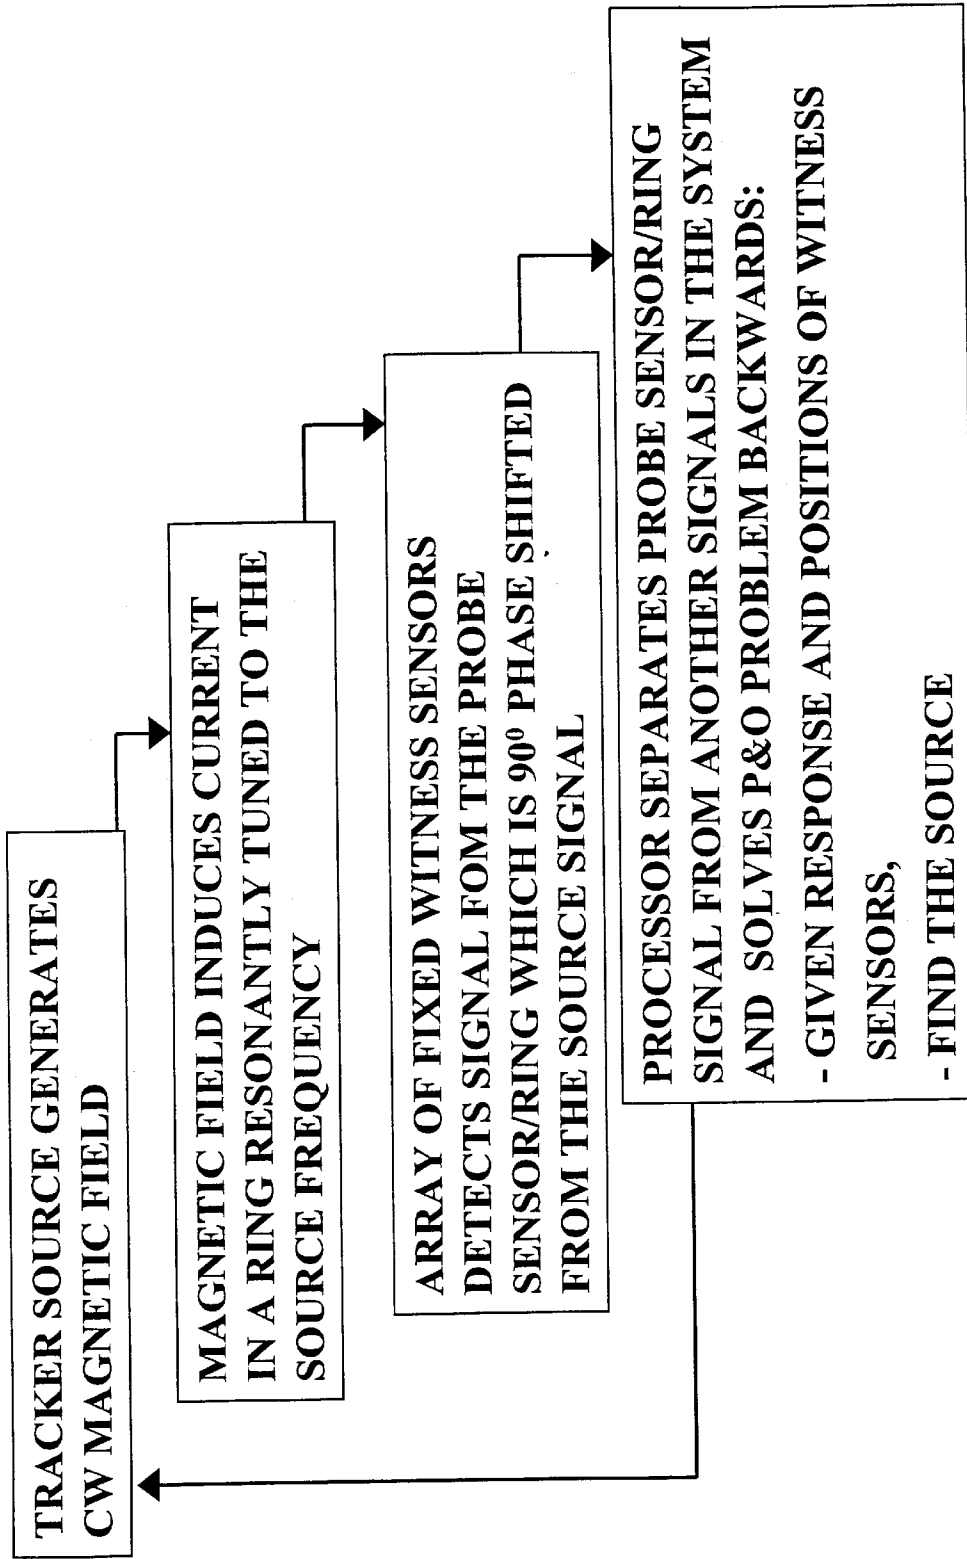 TRACKER SOURCE GENERATES
CW MAGNETIC FIELD
MAGNETIC FIELD INDUCES CURRENT
IN A RING RESONANTLY TUNED TO THE
SOURCE FREQUENCY
ARRAY OF FIXED WITNESS SENSORS
DETECTS SIGNAL FOM THE PROBE
SENSOR/RING WHICH IS 90⁰ PHASE SHIFTED
FROM THE SOURCE SIGNAL
PROCESSOR SEPARATES PROBE SENSOR/RING
SIGNAL FROM ANOTHER SIGNALS IN THE SYSTEM
AND SOLVES P&O PROBLEM BACKWARDS:
- GIVEN RESPONSE AND POSITIONS OF WITNESS
SENSORS,
- FIND THE SOURCE